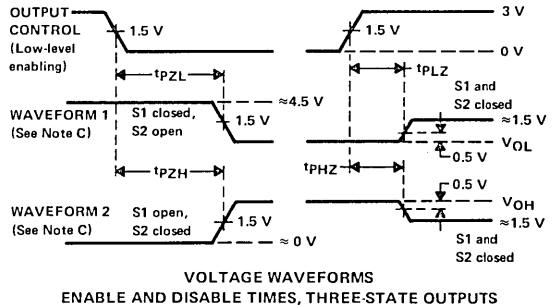 OUTPUT
CONTROL
(Low-level
enabling)
1.5 V
1.5 V
3 V
0 V
tPZL
tPLZ
S1 and
S2 closed
WAVEFORM 1
(See Note C)
S1 closed,
S2 open
≈4.5 V
1.5 V
≈1.5 V
VOL
0.5 V
tPZH
tPHZ
0.5 V
WAVEFORM 2
(See Note C)
S1 open,
S2 closed
1.5 V
≈ 0 V
VOH
≈1.5 V
S1 and
S2 closed
VOLTAGE WAVEFORMS
ENABLE AND DISABLE TIMES, THREE-STATE OUTPUTS